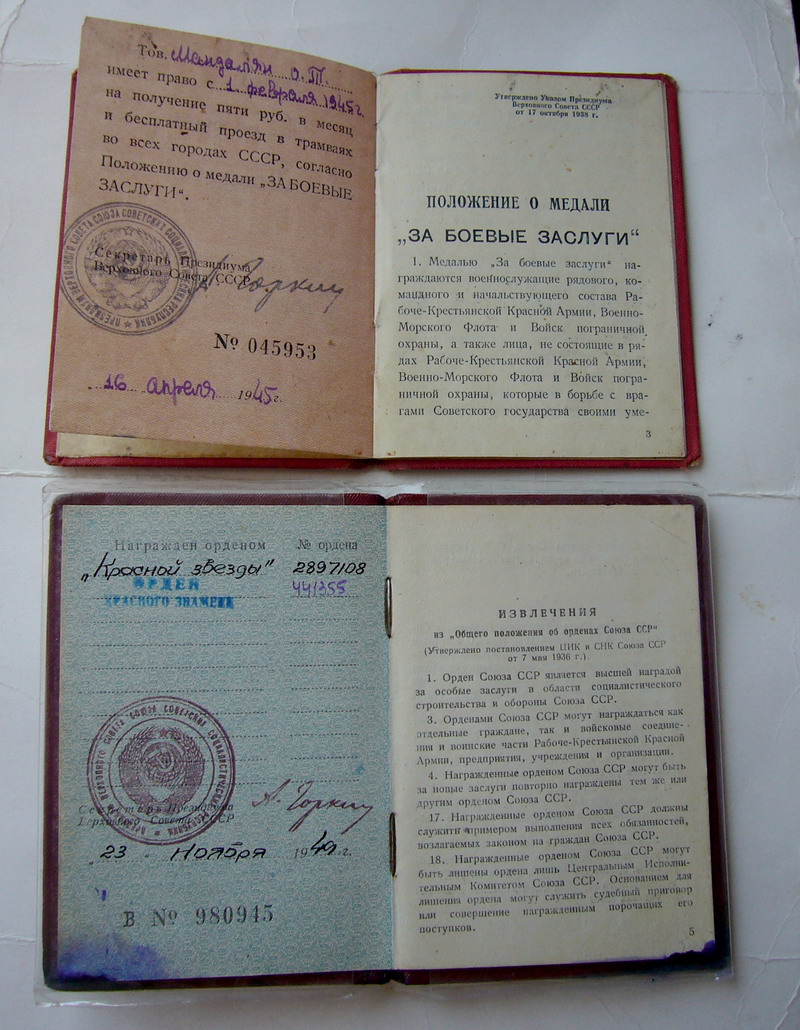 Тов. Мандалян О.Т.
имеет право с 1 февраля 1945 г.
на получение пяти руб. в месяц
и бесплатный проезд в трамваях
во всех городах СССР, согласно
Положению о медали „ЗА БОЕВЫЕ
ЗАСЛУГИ“.
Секретарь Президиума
Верховного Совета СССР
А. Горкин
№ 045953
16 апреля 1945 г.
Утверждено Указом Президиума
Верховного Совета СССР
от 17 октября 1938 г.
ПОЛОЖЕНИЕ О МЕДАЛИ
„ЗА БОЕВЫЕ ЗАСЛУГИ“
1. Медалью „За боевые заслуги“ на-
граждаются военнослужащие рядового, ко-
мандного и начальствующего состава Ра-
боче-Крестьянской Красной Армии, Военно-
Морского Флота и Войск пограничной
охраны, а также лица, не состоящие в ря-
дах Рабоче-Крестьянской Красной Армии,
Военно-Морского Флота и Войск погра-
ничной охраны, которые в борьбе с вра-
гами Советского государства своими уме-
3
Награжден орденом № ордена
„Красной звезды" 2897108
ОРДЕН 441355
КРАСНОГО ЗНАМЕНИ
Секретарь Президиума
Верховного Совета СССР
А. Горкин
„23 " Ноября 1949 г.
В № 980945
ИЗВЛЕЧЕНИЯ
из „Общего положения об орденах Союза ССР“
(Утверждено постановлением ЦИК и СНК Союза ССР
от 7 мая 1936 г.).
1. Орден Союза ССР является высшей наградой
за особые заслуги в области социалистического
строительства и обороны Союза ССР.
3. Орденами Союза ССР могут награждаться как
отдельные граждане, так и войсковые соедине-
ния и воинские части Рабоче-Крестьянской Красной
Армии, предприятия, учреждения и организации.
4. Награжденные орденом Союза ССР могут быть
за новые заслуги повторно награждены тем же или
другим орденом Союза ССР.
17. Награжденные орденом Союза ССР должны
служить примером выполнения всех обязанностей,
возлагаемых законом на граждан Союза ССР.
18. Награжденные орденом Союза ССР могут
быть лишены ордена лишь Центральным Исполни-
тельным Комитетом Союза ССР. Основанием для
лишения ордена могут служить судебный приговор
или совершение награжденным порочащих его
поступков.
5